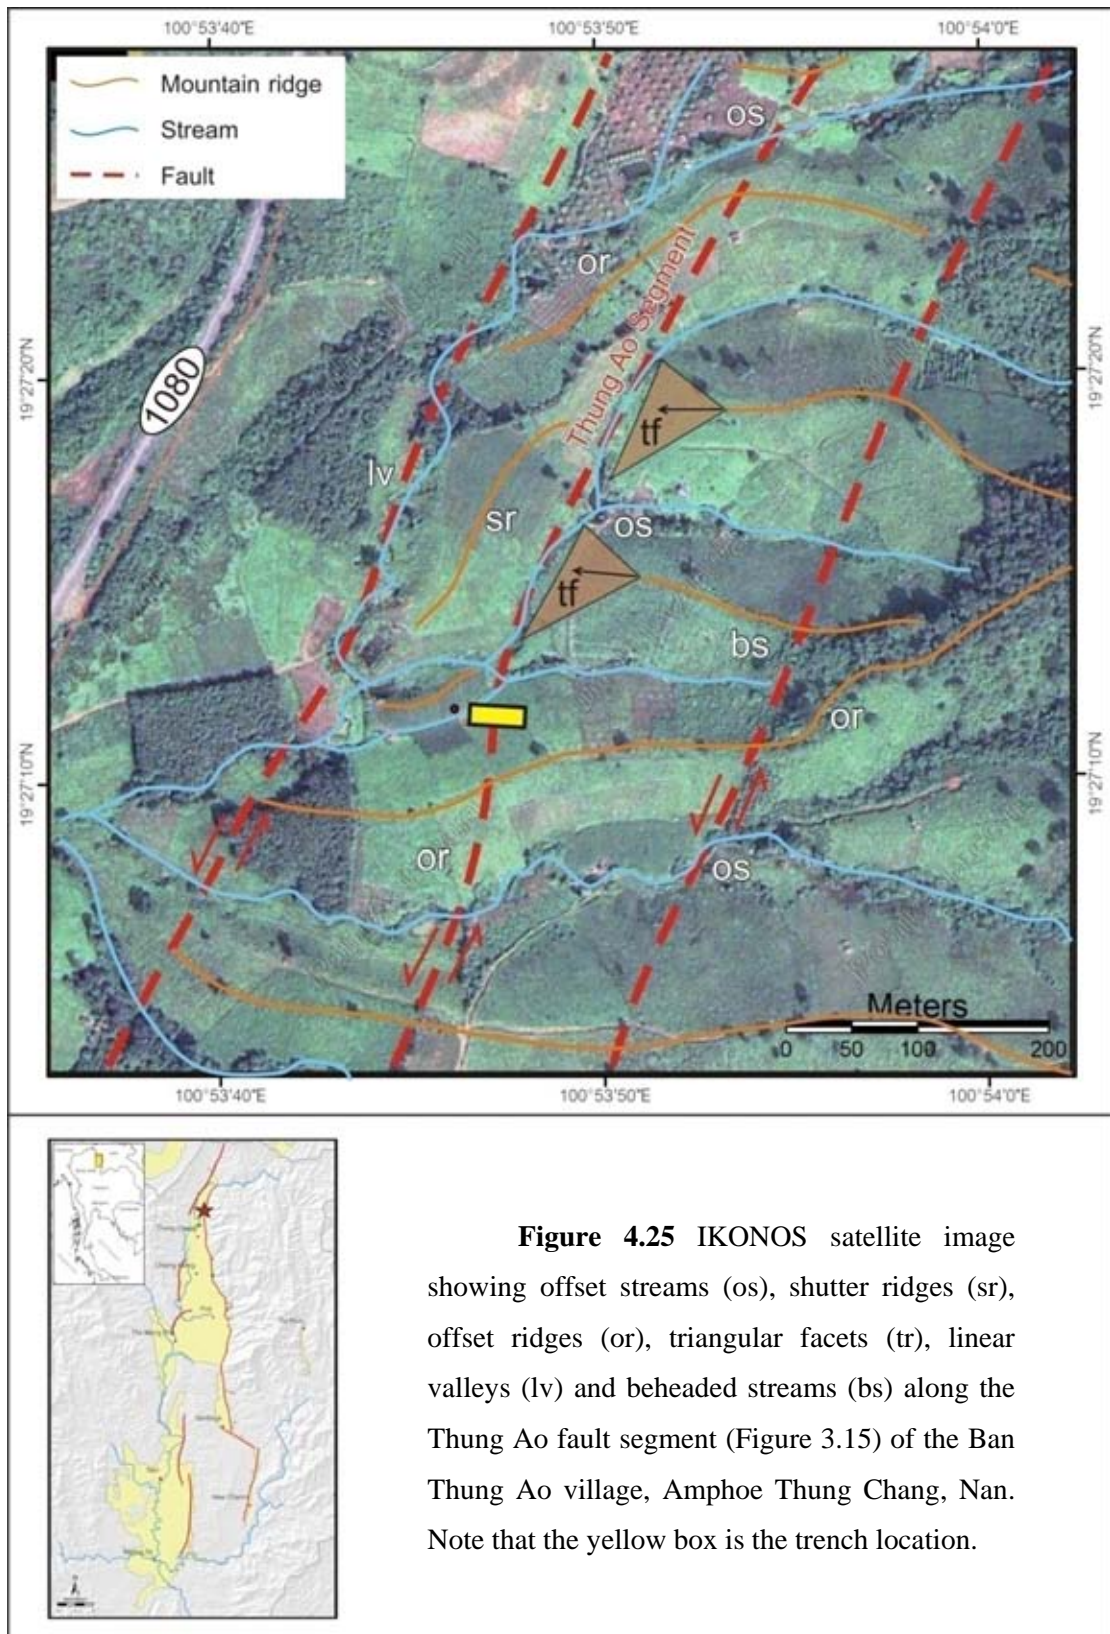 100°53'40"E
100°53'50"E
100°54'0"E
Mountain ridge
Stream
Fault
os
or
Thung Ao Segment
19°27'20"N
19°27'20"N
1080
tf
lv
sr
os
tf
bs
or
19°27'10"N
19°27'10"N
or
os
Meters
0 50 100 200
100°53'40"E
100°53'50"E
100°54'0"E
Figure 4.25 IKONOS satellite image
showing offset streams (os), shutter ridges (sr),
offset ridges (or), triangular facets (tr), linear
valleys (lv) and beheaded streams (bs) along the
Thung Ao fault segment (Figure 3.15) of the Ban
Thung Ao village, Amphoe Thung Chang, Nan.
Note that the yellow box is the trench location.